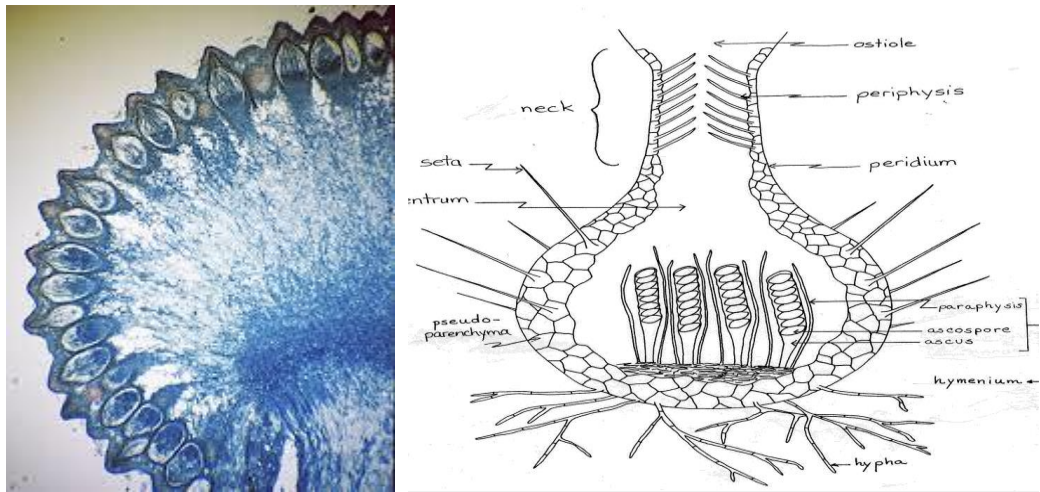 ostiole
neck
periphysis
seta
peridium
entrum
paraphysis
pseudo-
parenchyma
ascospore
ascus
hymenium
hypha